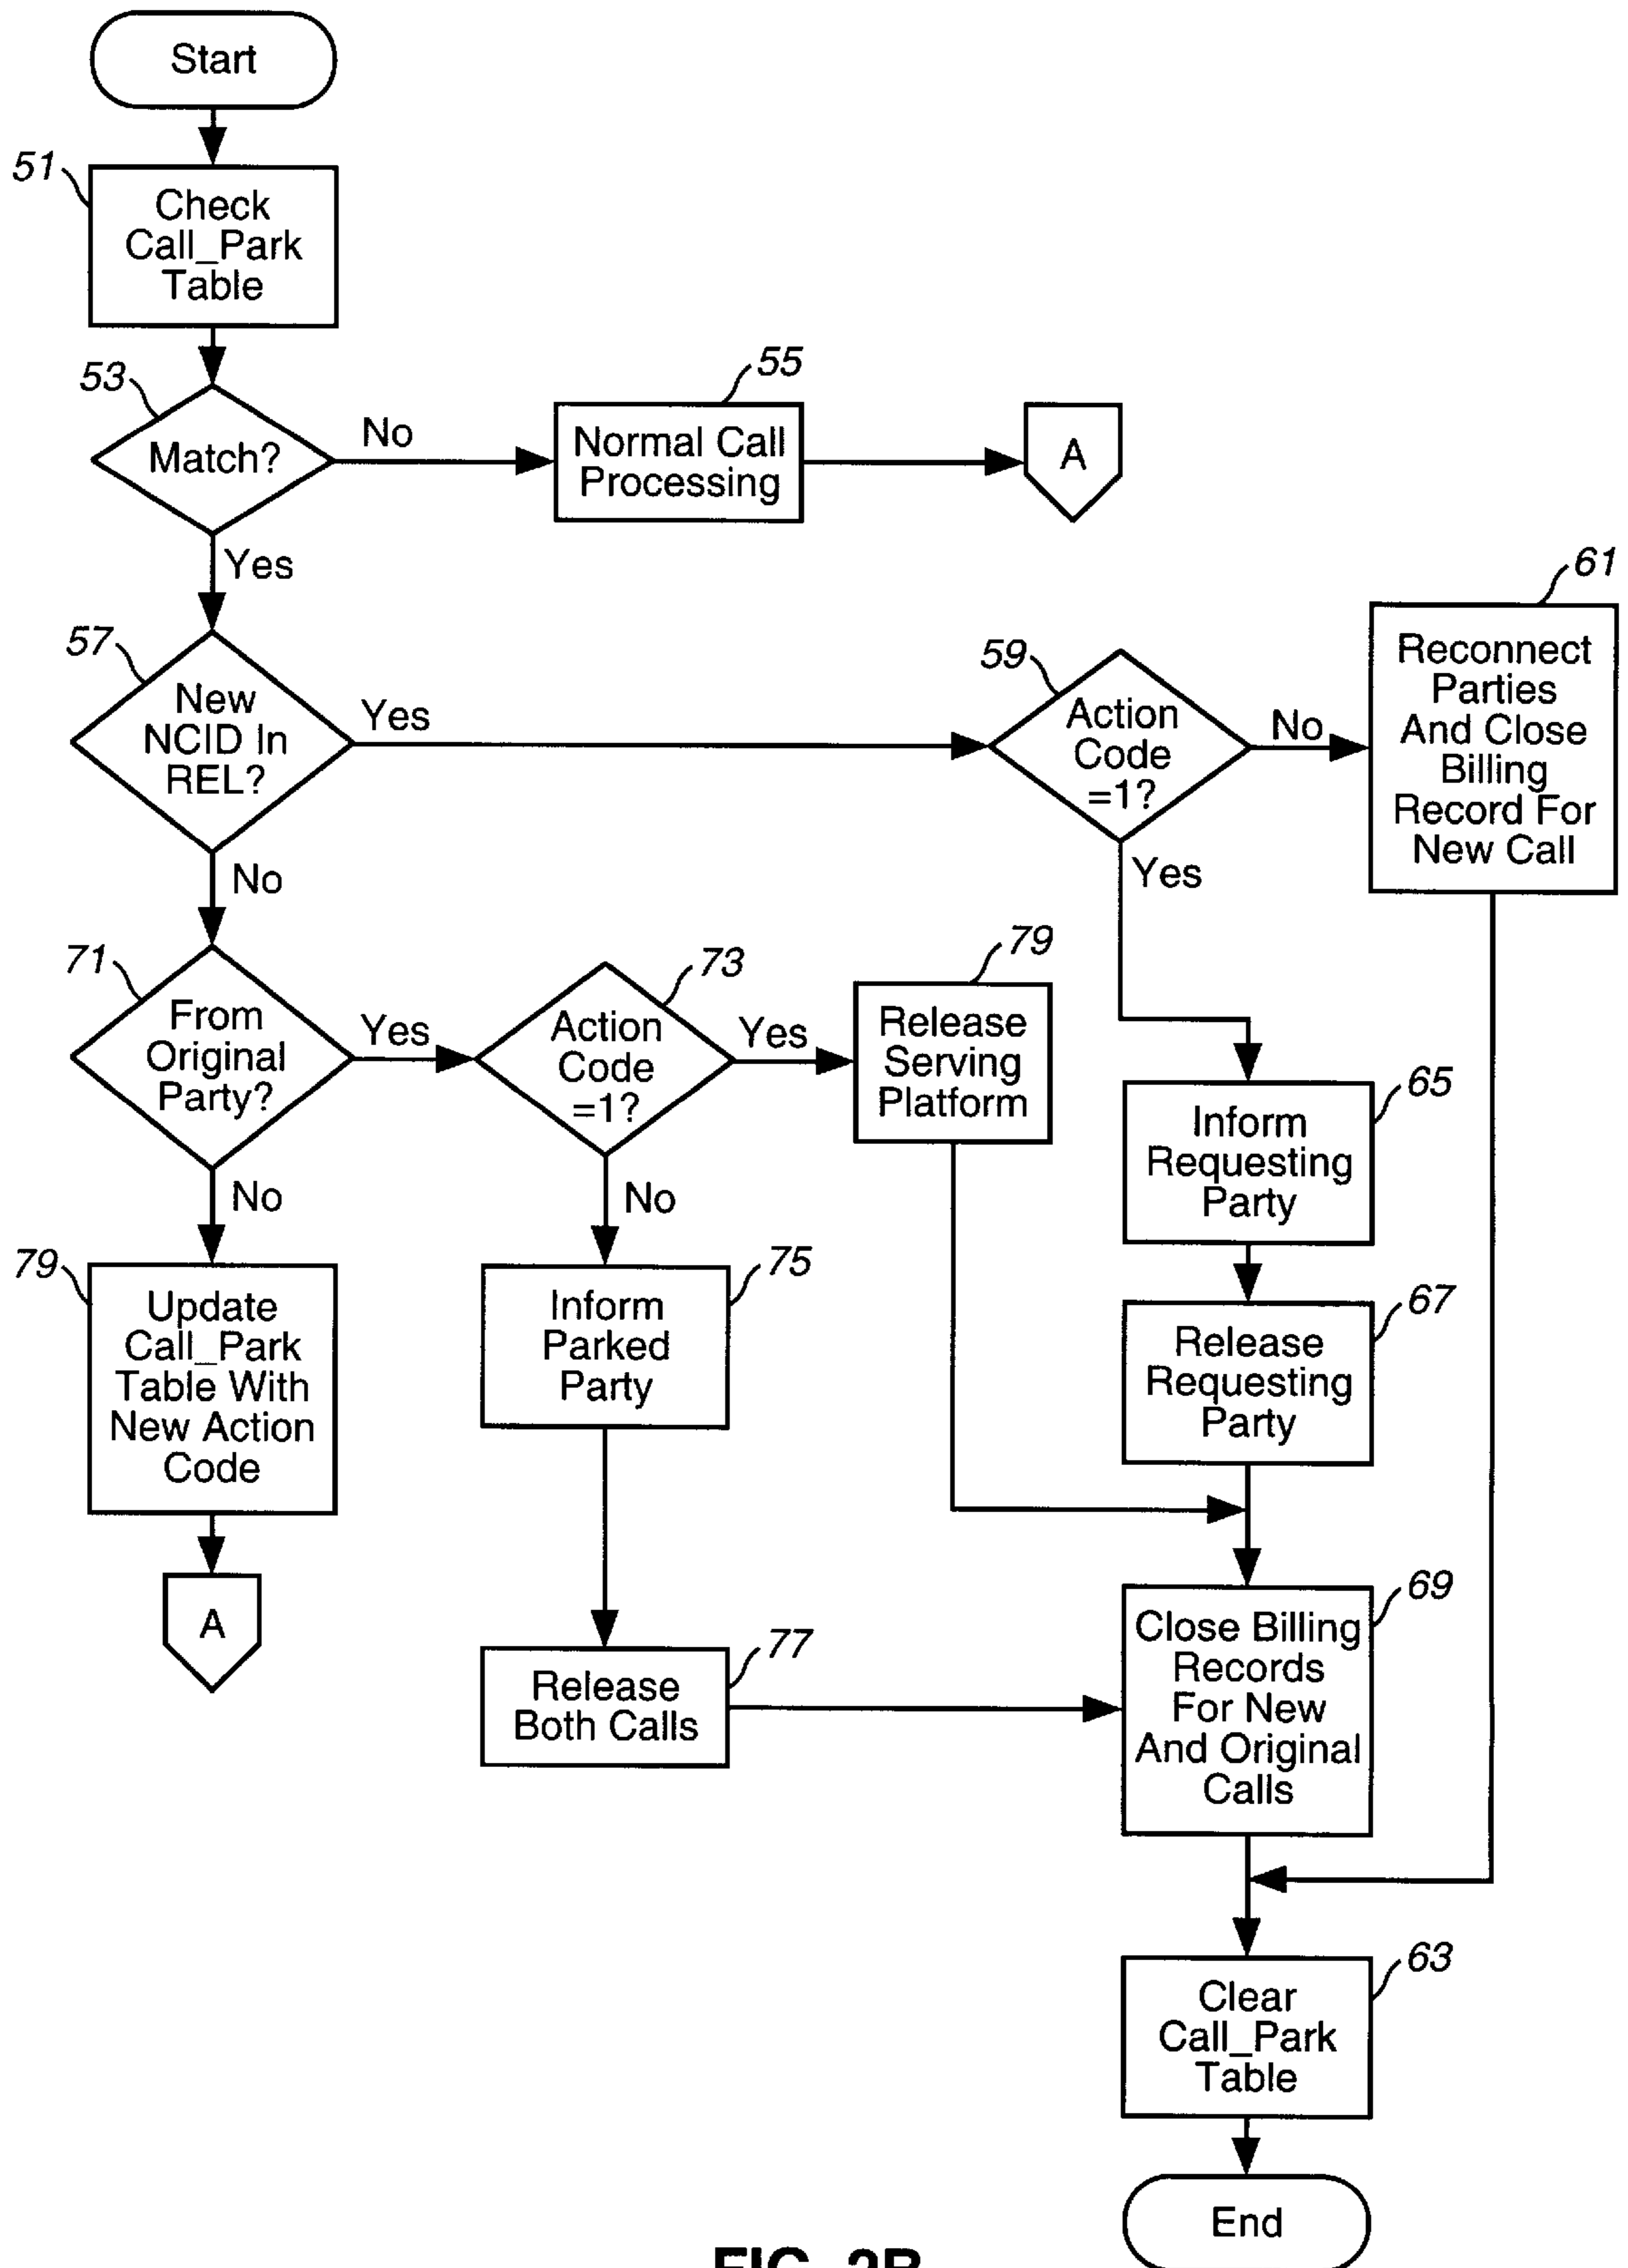 Start
51
Check
Call_Park
Table
53
Match?
No
55
Normal Call
Processing
A
Yes
57
New
NCID In
REL?
Yes
59
Action
Code
=1?
No
61
Reconnect
Parties
And Close
Billing
Record For
New Call
Yes
No
71
From
Original
Party?
Yes
73
Action
Code
=1?
Yes
79
Release
Serving
Platform
65
Inform
Requesting
Party
No
79
Update
Call_Park
Table With
New Action
Code
A
No
75
Inform
Parked
Party
67
Release
Requesting
Party
77
Release
Both Calls
69
Close Billing
Records
For New
And Original
Calls
63
Clear
Call_Park
Table
End
FIG. 2B